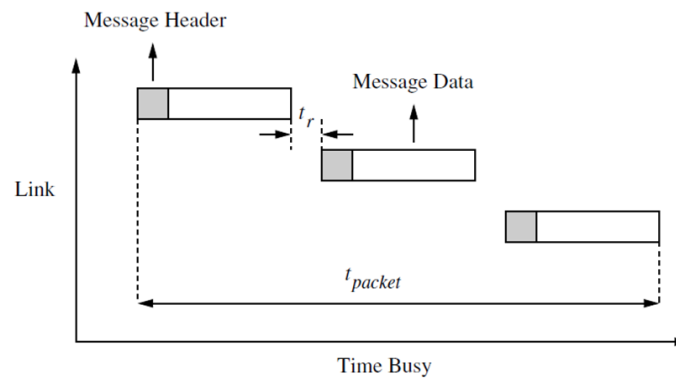 Message Header
Message Data
t_r
Link
t_packet
Time Busy